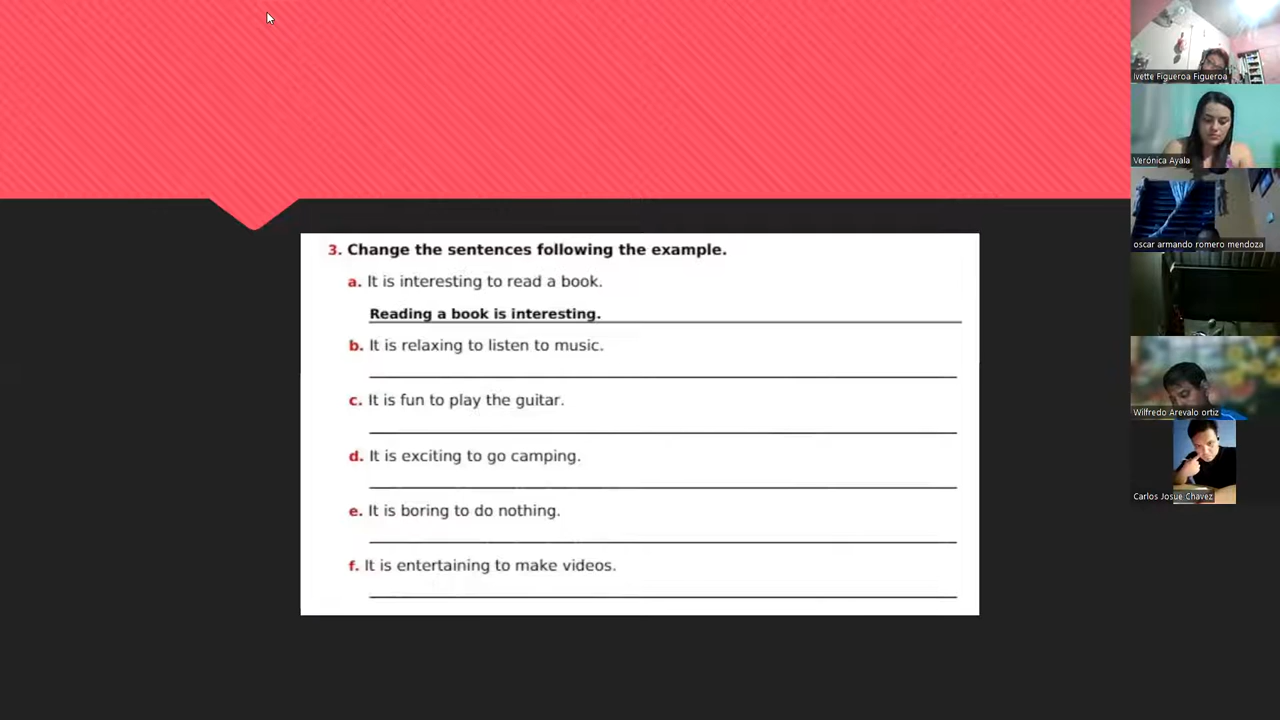 3. Change the sentences following the example.
a. It is interesting to read a book.
Reading a book is interesting.
b. It is relaxing to listen to music.
c. It is fun to play the guitar.
d. It is exciting to go camping.
e. It is boring to do nothing.
f. It is entertaining to make videos.
Ivette Figueroa Figueroa
Verónica Ayala
oscar armando romero mendoza
Wilfredo Arevalo ortiz
Carlos Josue Chavez